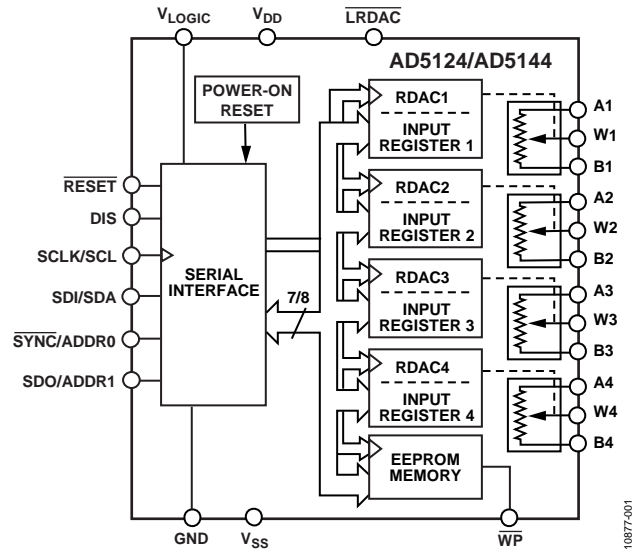 VLOGIC
VDD
LRDAC
AD5124/AD5144
POWER-ON
RESET
RDAC1
INPUT
REGISTER 1
A1
W1
B1
RESET
DIS
SCLK/SCL
SDI/SDA
SYNC/ADDR0
SDO/ADDR1
SERIAL
INTERFACE
7/8
RDAC2
INPUT
REGISTER 2
A2
W2
B2
RDAC3
INPUT
REGISTER 3
A3
W3
B3
RDAC4
INPUT
REGISTER 4
A4
W4
B4
EEPROM
MEMORY
GND
VSS
WP
10877-001